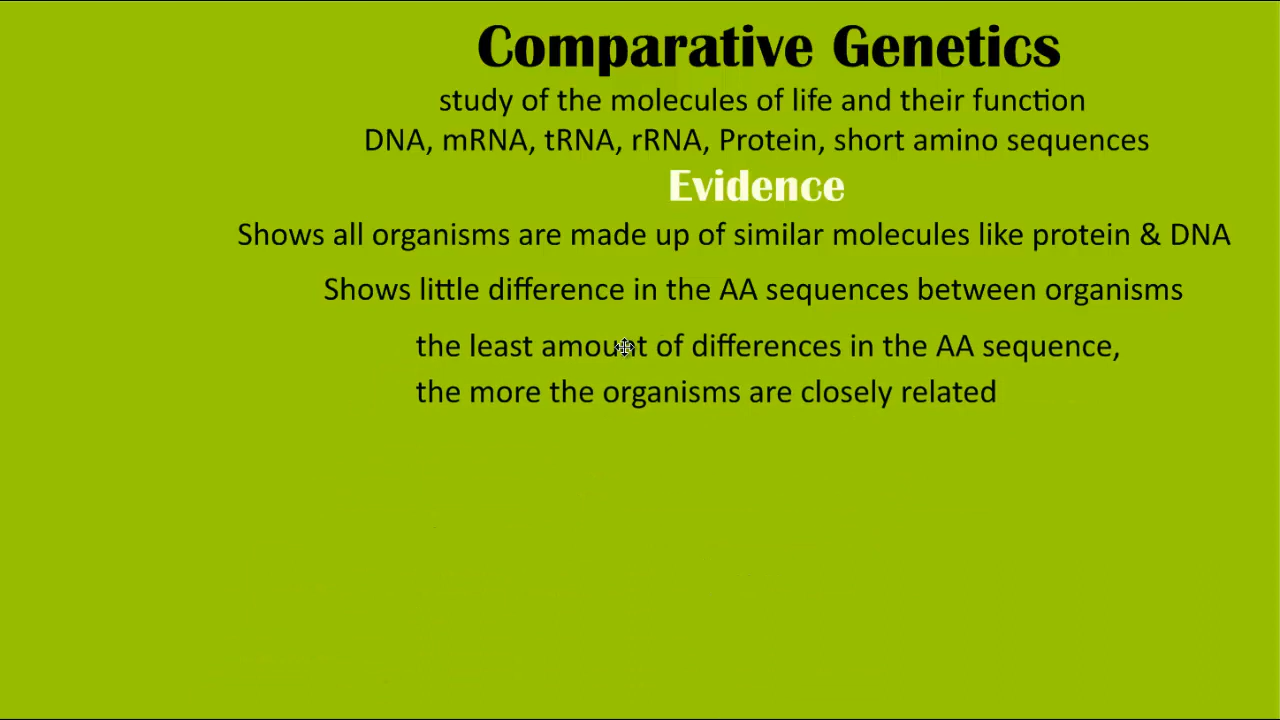 Comparative Genetics
study of the molecules of life and their function
DNA, mRNA, tRNA, rRNA, Protein, short amino sequences
Evidence
Shows all organisms are made up of similar molecules like protein & DNA
Shows little difference in the AA sequences between organisms
the least amount of differences in the AA sequence,
the more the organisms are closely related